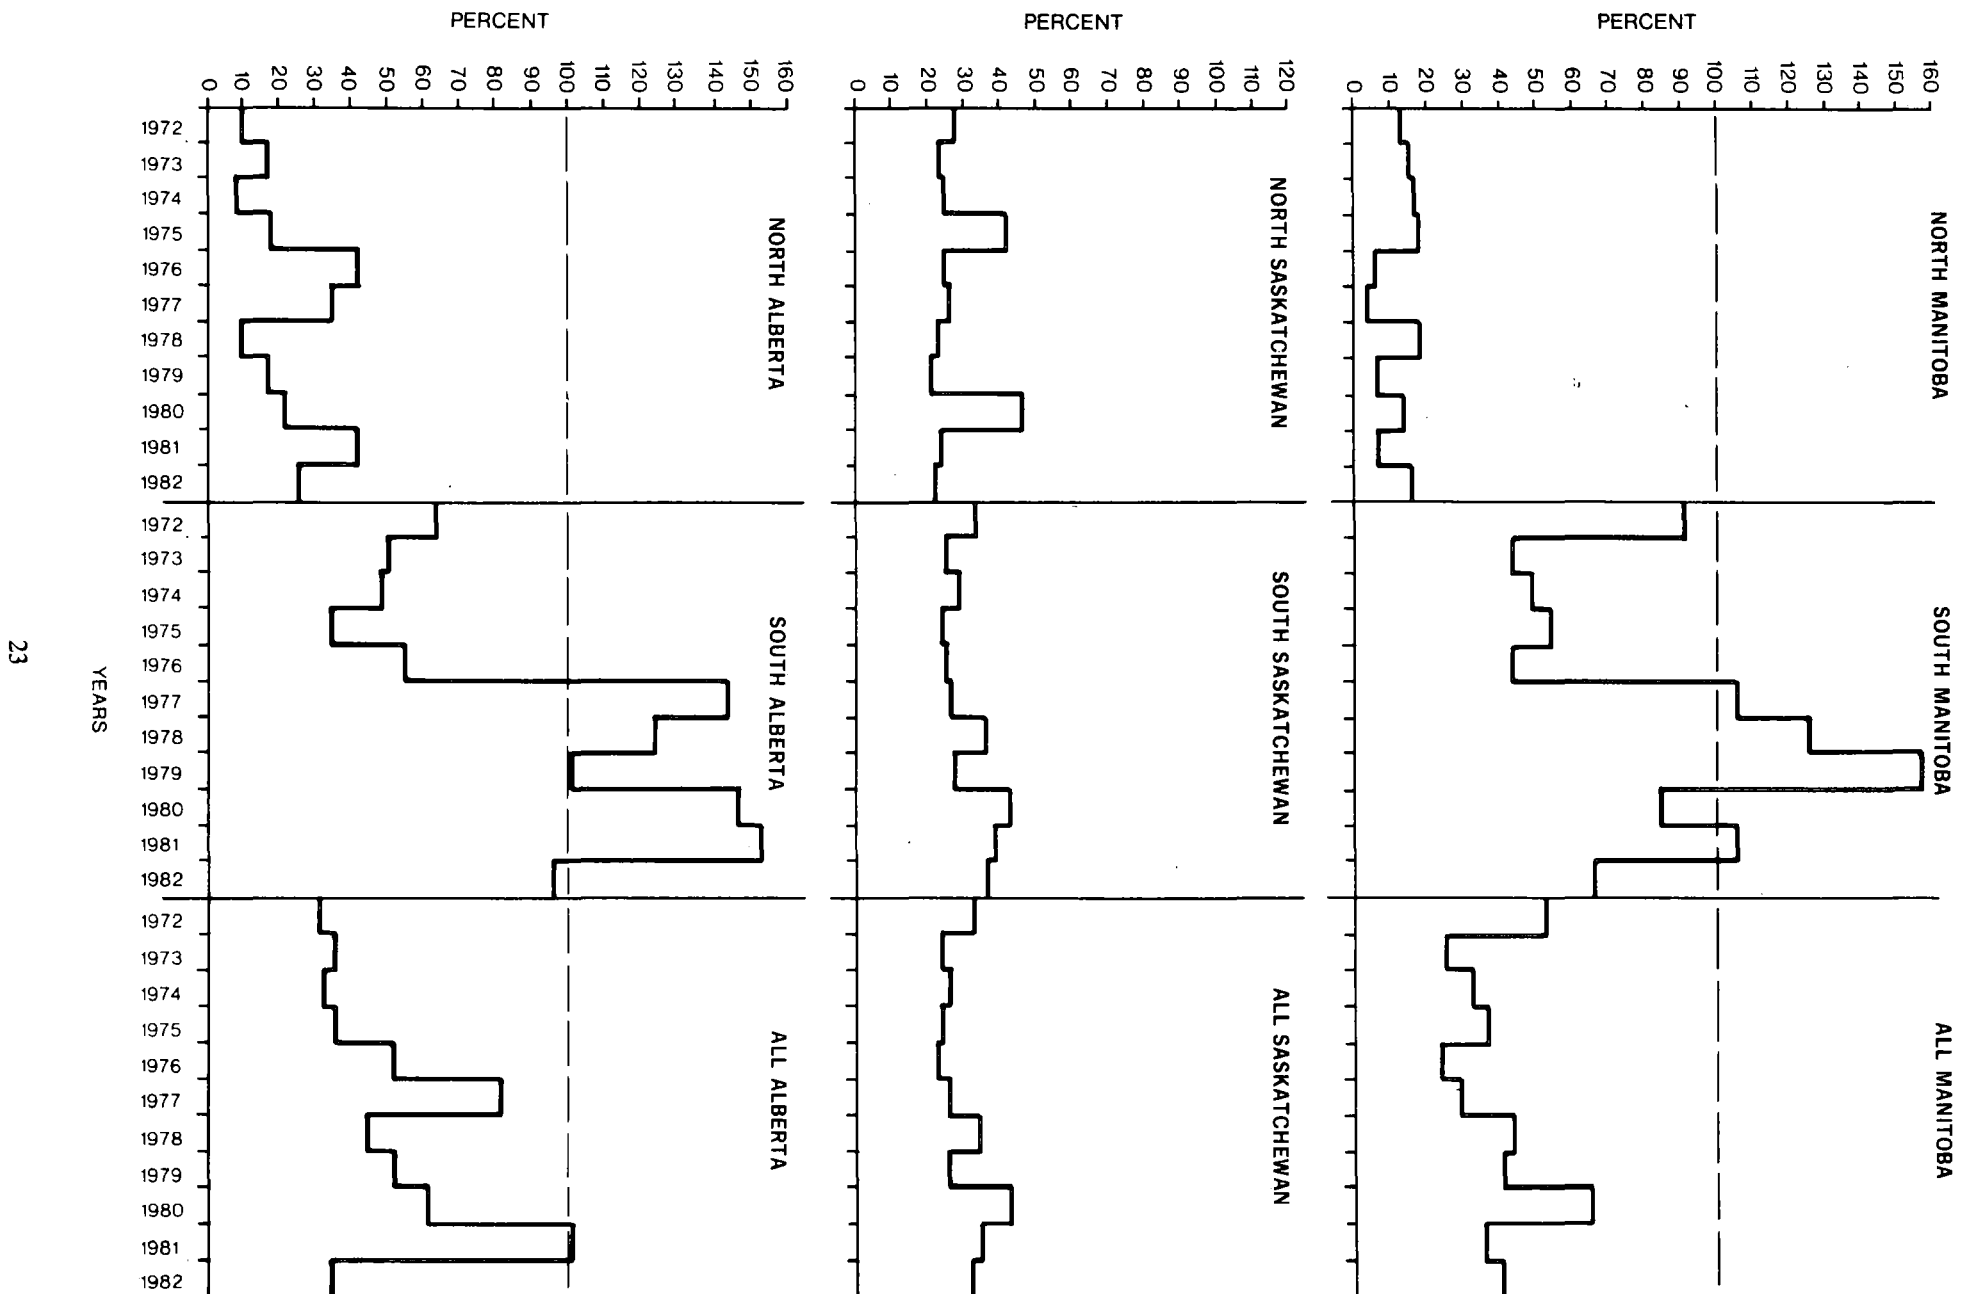 PERCENT
PERCENT
PERCENT
0 10 20 30 40 50 60 70 80 90 100 110 110 130 140 150 160
0 10 20 30 40 50 60 70 80 90 100 110 120
0 10 20 30 40 50 60 70 80 90 100 110 120 130 140 150 160
1972
1973
1974
1975
1976
1977
1978
1979
1980
1981
1982
NORTH ALBERTA
NORTH SASKATCHEWAN
NORTH MANITOBA
1972
1973
1974
1975
1976
1977
1978
1979
1980
1981
1982
SOUTH ALBERTA
SOUTH SASKATCHEWAN
SOUTH MANITOBA
1972
1973
1974
1975
1976
1977
1978
1979
1980
1981
1982
ALL ALBERTA
ALL SASKATCHEWAN
ALL MANITOBA
YEARS
23